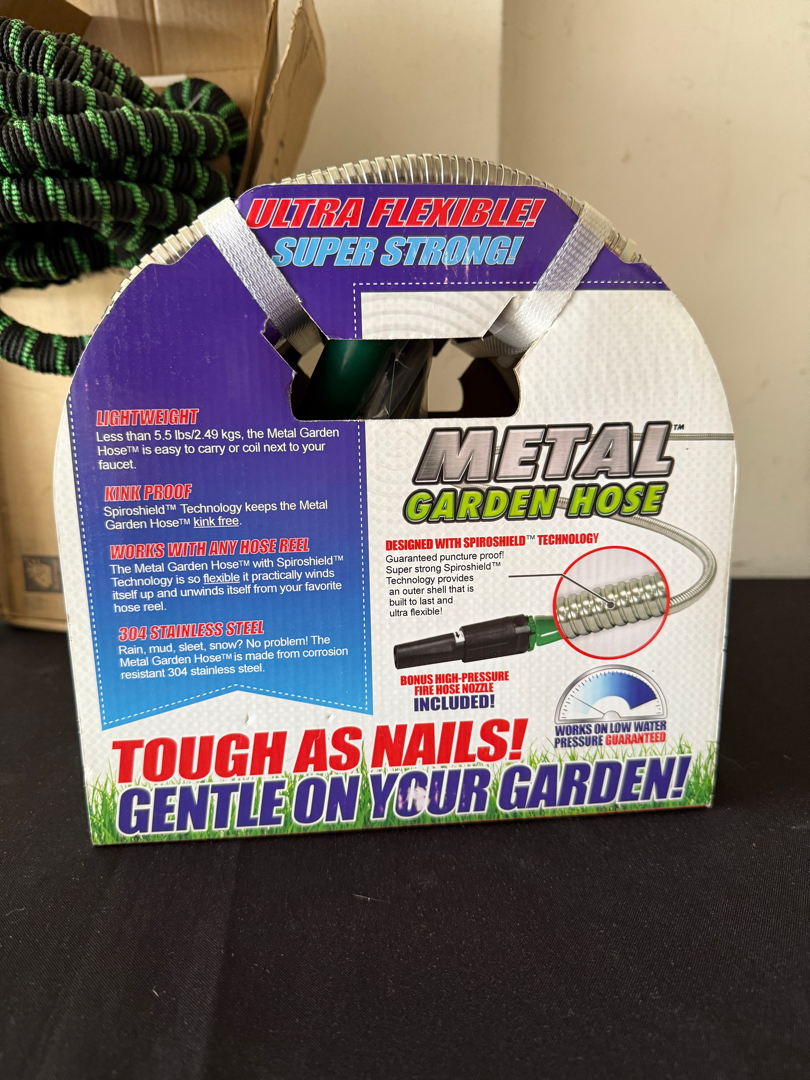 ULTRA FLEXIBLE!
SUPER STRONG!
LIGHTWEIGHT
Less than 5.5 lbs/2.49 kgs, the Metal Garden
Hose™ is easy to carry or coil next to your
faucet.
KINK PROOF
Spiroshield™ Technology keeps the Metal
Garden Hose™ kink free.
WORKS WITH ANY HOSE REEL
The Metal Garden Hose™ with Spiroshield™
Technology is so flexible it practically winds
itself up and unwinds itself from your favorite
hose reel.
304 STAINLESS STEEL
Rain, mud, sleet, snow? No problem! The
Metal Garden Hose™ is made from corrosion
resistant 304 stainless steel.
METAL™
GARDEN HOSE
DESIGNED WITH SPIROSHIELD™ TECHNOLOGY
Guaranteed puncture proof!
Super strong Spiroshield™
Technology provides
an outer shell that is
built to last and
ultra flexible!
BONUS HIGH-PRESSURE
FIRE HOSE NOZZLE
INCLUDED!
WORKS ON LOW WATER
PRESSURE GUARANTEED
TOUGH AS NAILS!
GENTLE ON YOUR GARDEN!